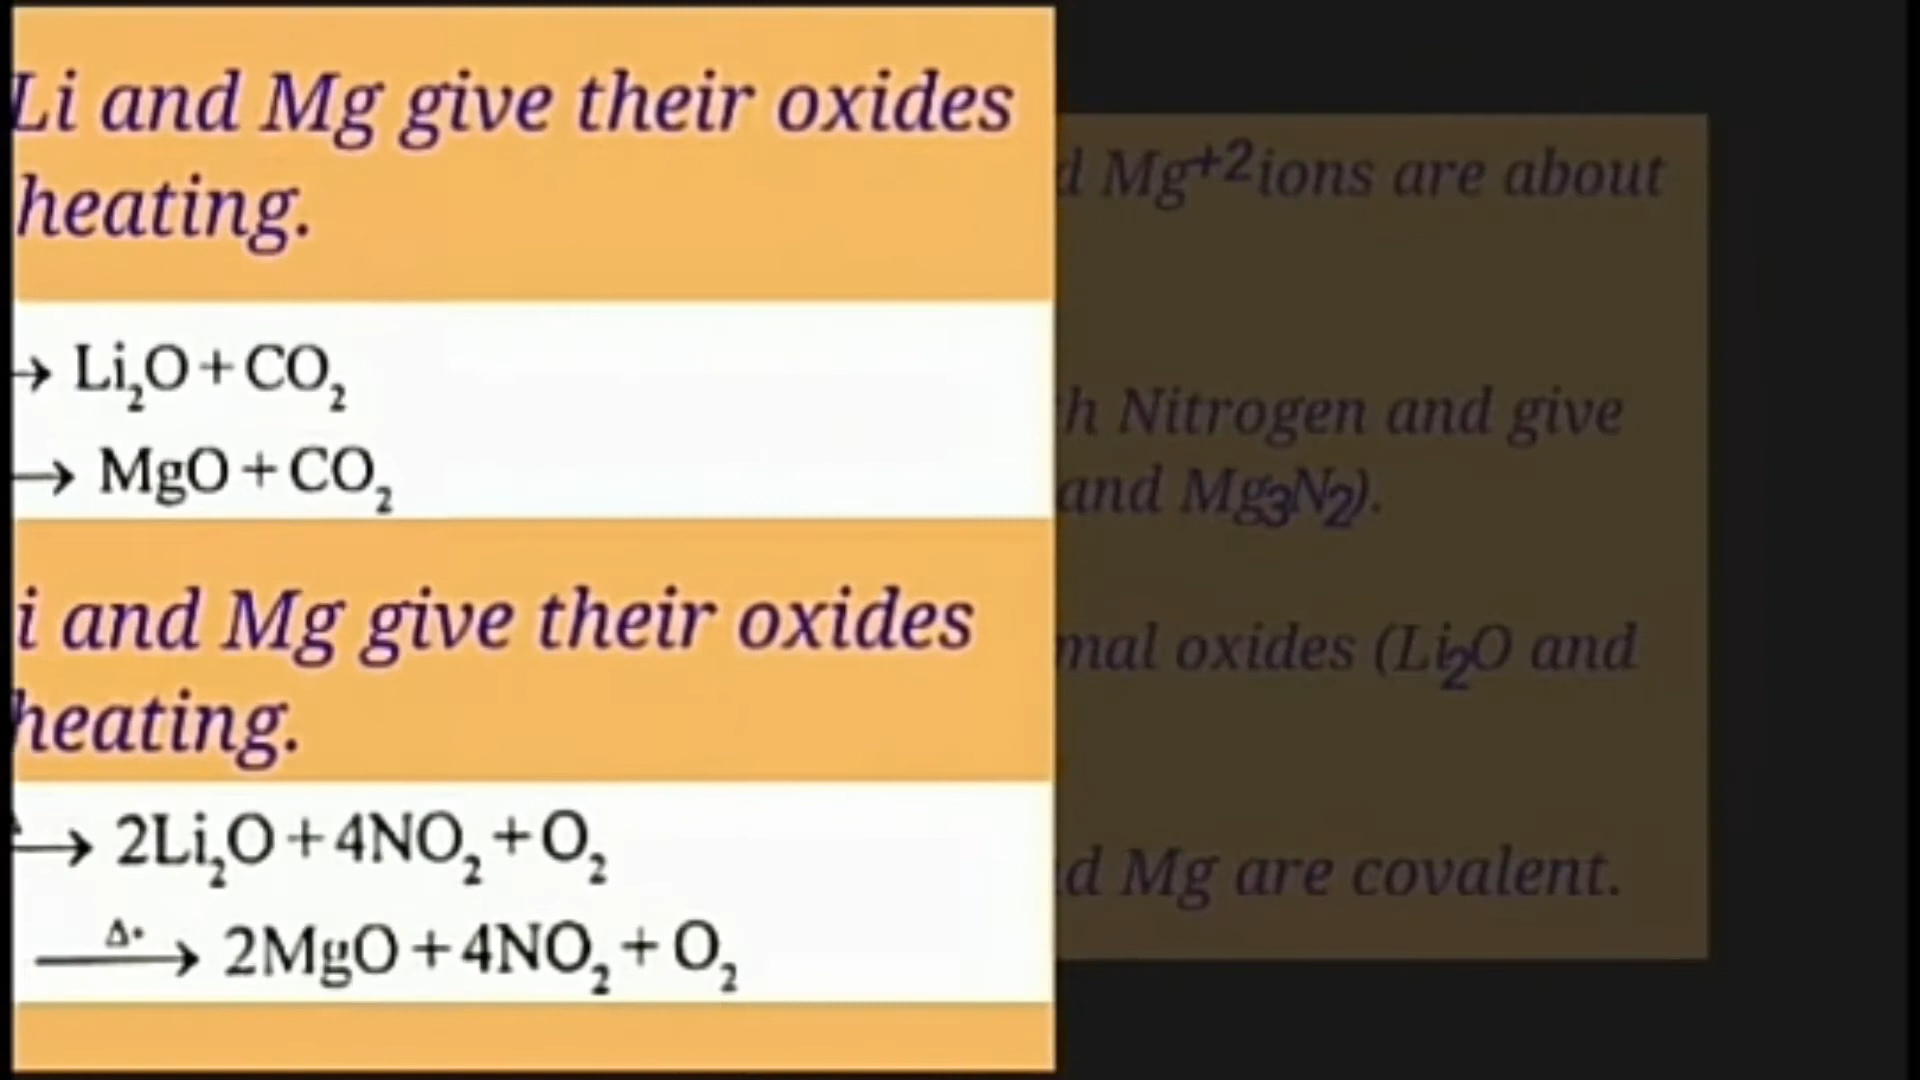 Li and Mg give their oxides
heating.
→ Li₂O + CO₂
→ MgO + CO₂
i and Mg give their oxides
heating.
→ 2Li₂O + 4NO₂ + O₂
Δ
→ 2MgO + 4NO₂ + O₂
d Mg⁺² ions are about
h Nitrogen and give
and Mg₃N₂).
mal oxides (Li₂O and
d Mg are covalent.